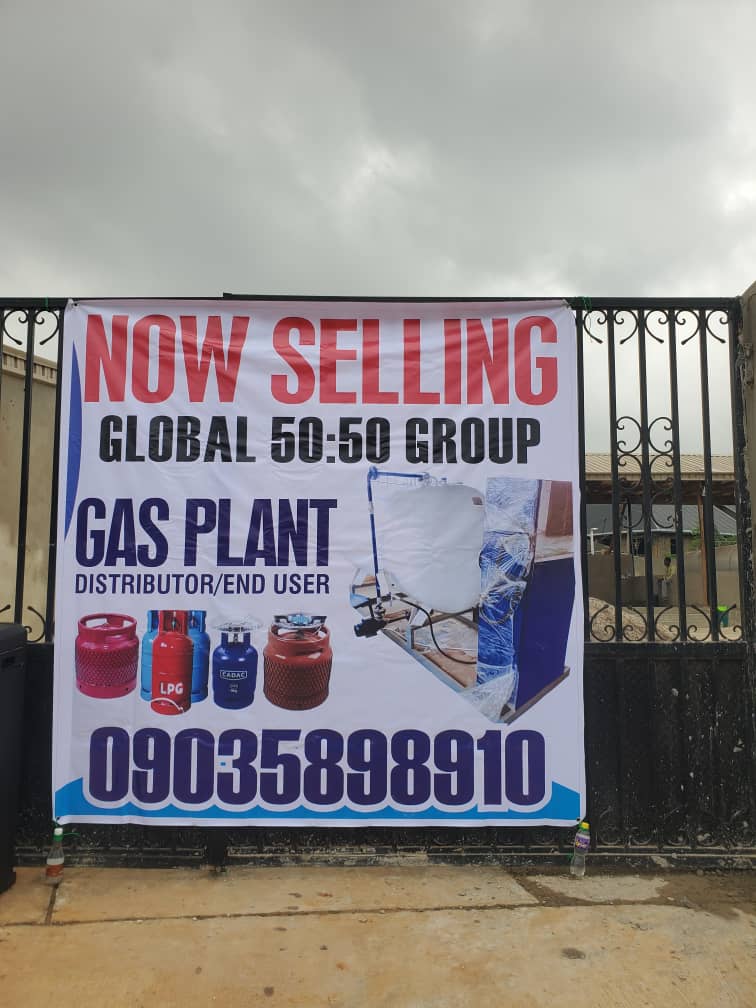 NOW SELLING
GLOBAL 50:50 GROUP
GAS PLANT
DISTRIBUTOR/END USER
LPG
CADAC
09035898910